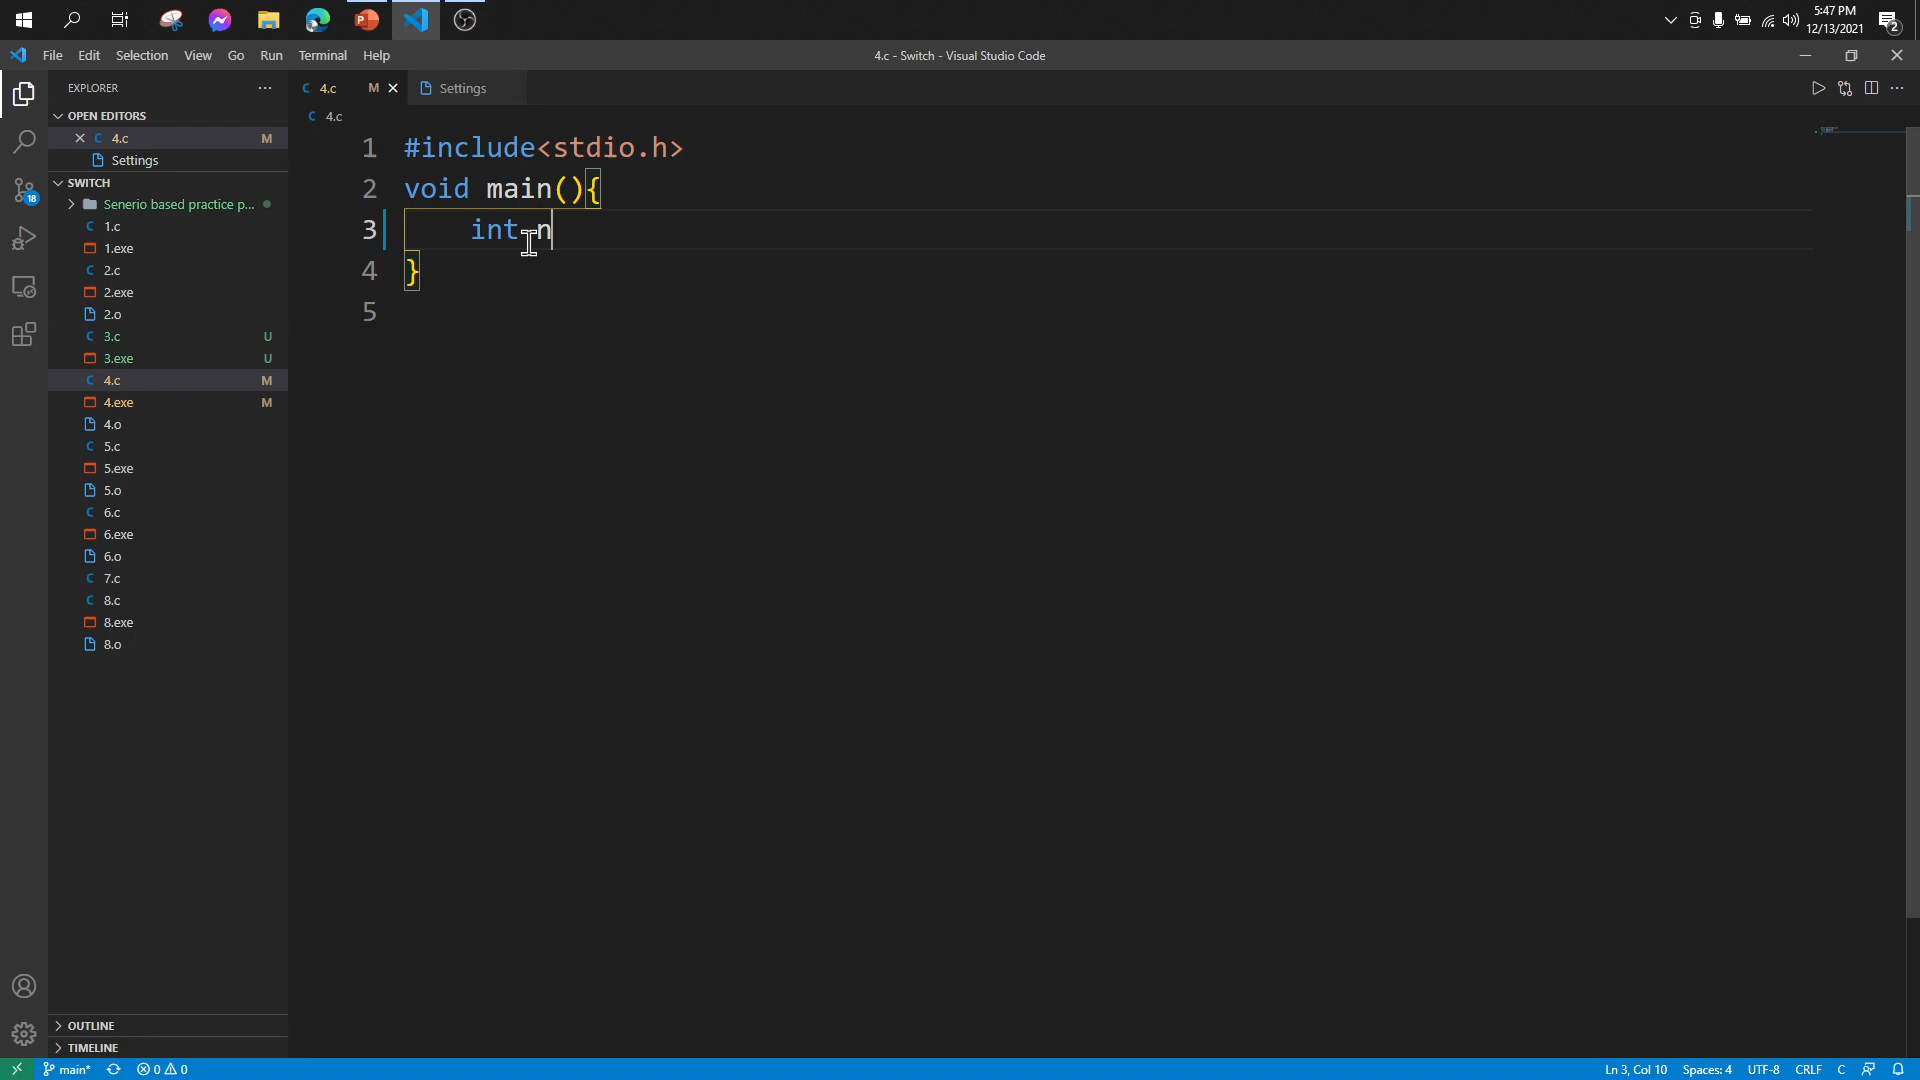 5:47 PM
12/13/2021
2
File Edit Selection View Go Run Terminal Help
4.c - Switch - Visual Studio Code
EXPLORER
4.c M
Settings
OPEN EDITORS
4.c M
Settings
4.c
SWITCH
Senerio based practice p...
1.c
1.exe
2.c
2.exe
2.o
3.c U
3.exe U
4.c M
4.exe M
4.o
5.c
5.exe
5.o
6.c
6.exe
6.o
7.c
8.c
8.exe
8.o
18
1 #include<stdio.h>
2 void main(){
3 int n
4 }
5
OUTLINE
TIMELINE
main* 0 0
Ln 3, Col 10 Spaces: 4 UTF-8 CRLF C